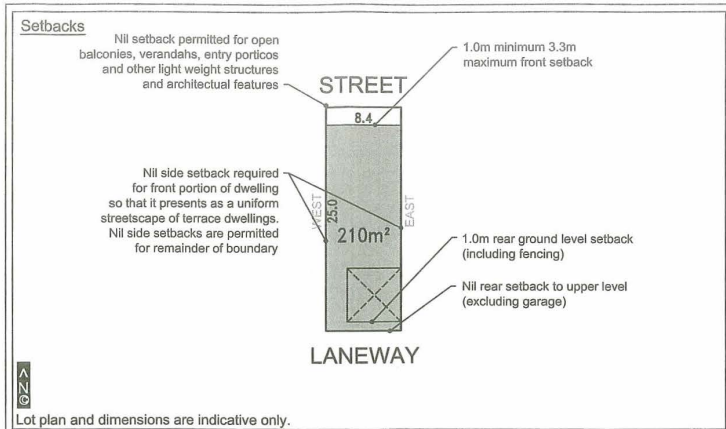 Setbacks
Nil setback permitted for open
balconies, verandahs, entry porticos
and other light weight structures
and architectual features
1.0m minimum 3.3m
maximum front setback
STREET
8.4
Nil side setback required
for front portion of dwelling
so that it presents as a uniform
streetscape of terrace dwellings.
Nil side setbacks are permitted
for remainder of boundary
WEST
25.0
EAST
210m²
1.0m rear ground level setback
(including fencing)
Nil rear setback to upper level
(excluding garage)
LANEWAY
Lot plan and dimensions are indicative only.